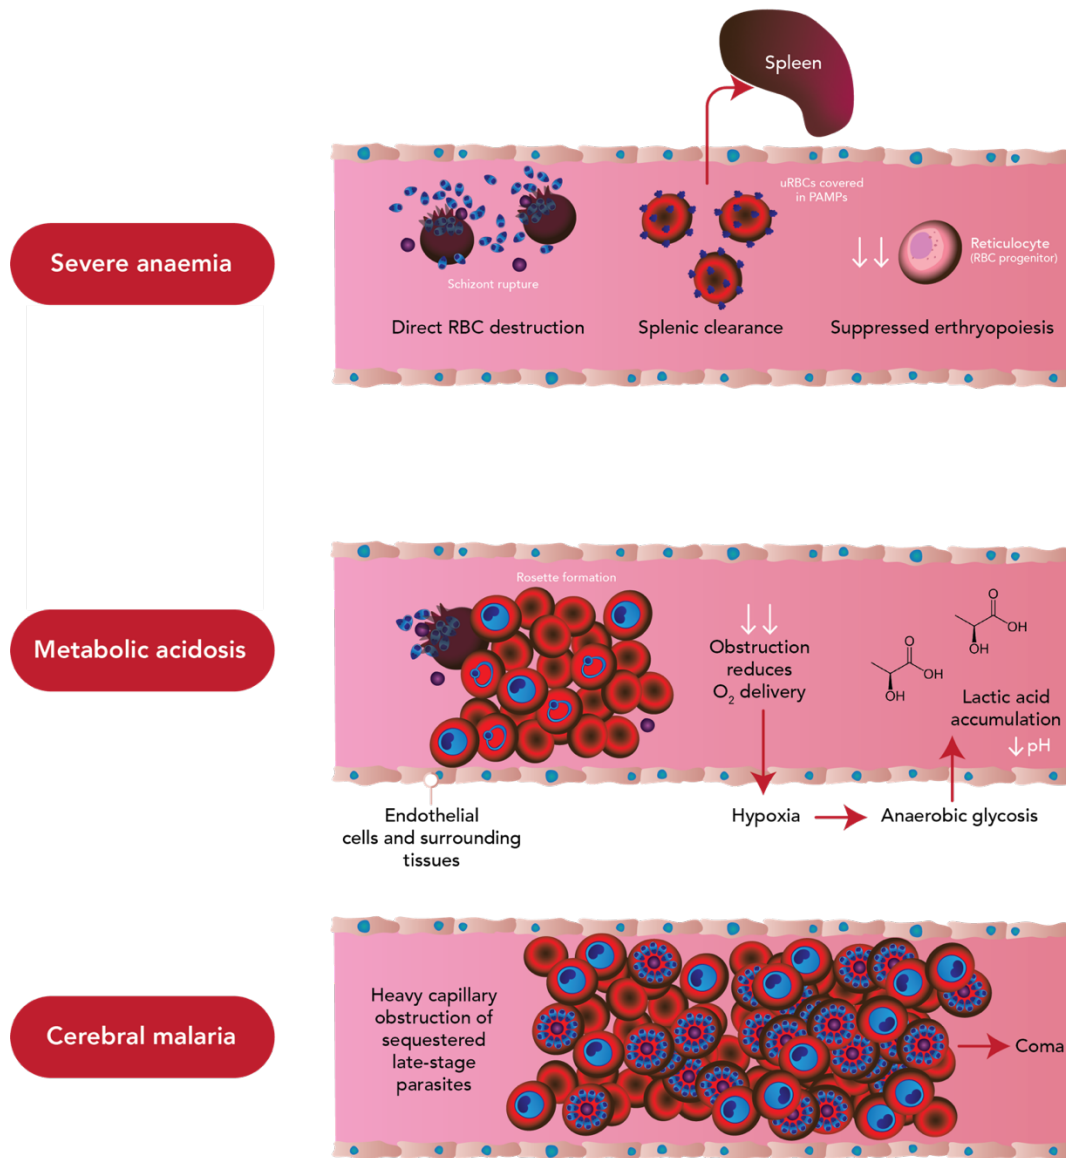 Spleen
uRBCs covered
in PAMPs
Severe anaemia
Reticulocyte
(RBC progenitor)
Schizont rupture
Direct RBC destruction
Splenic clearance
Suppressed erthryopoiesis
Rosette formation
Metabolic acidosis
Obstruction
reduces
O₂ delivery
O
OH
OH
O
OH
OH
Lactic acid
accumulation
↓ pH
Endothelial
cells and surrounding
tissues
Hypoxia
Anaerobic glycosis
Cerebral malaria
Heavy capillary
obstruction of
sequestered
late-stage
parasites
Coma